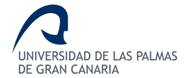 UNIVERSIDAD DE LAS PALMAS
DE GRAN CANARIA